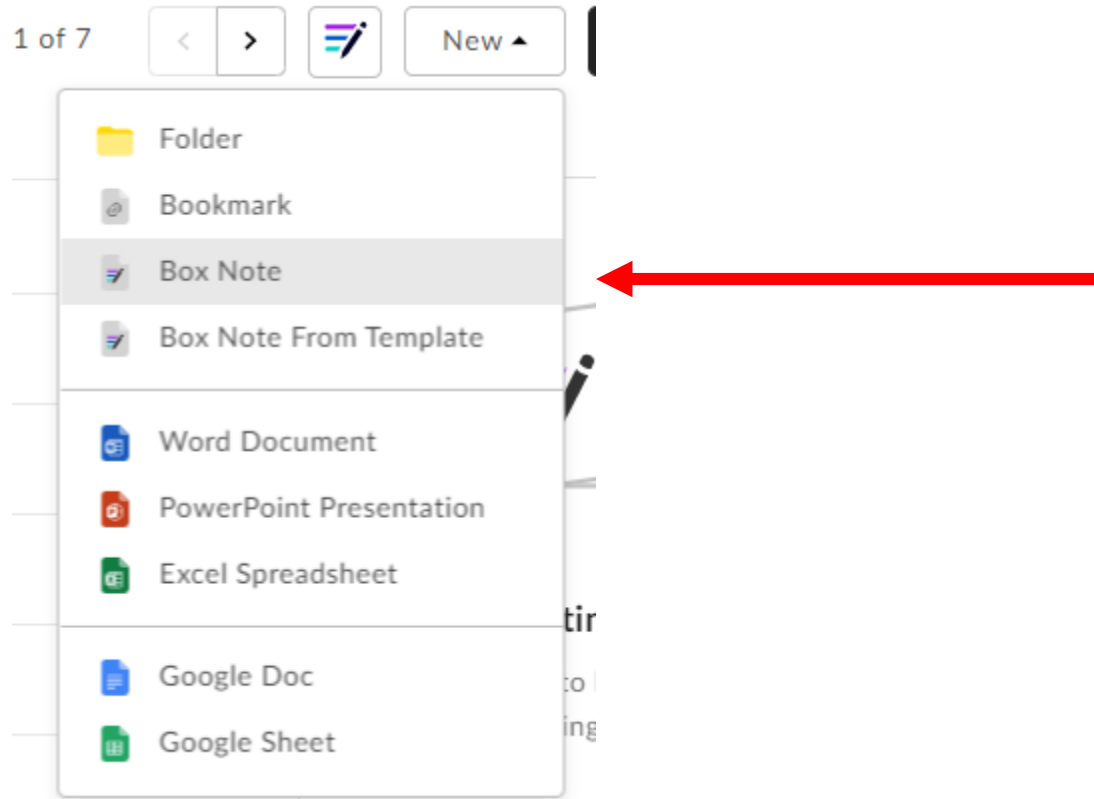 1 of 7
New
Folder
Bookmark
Box Note
Box Note From Template
Word Document
PowerPoint Presentation
Excel Spreadsheet
Google Doc
Google Sheet